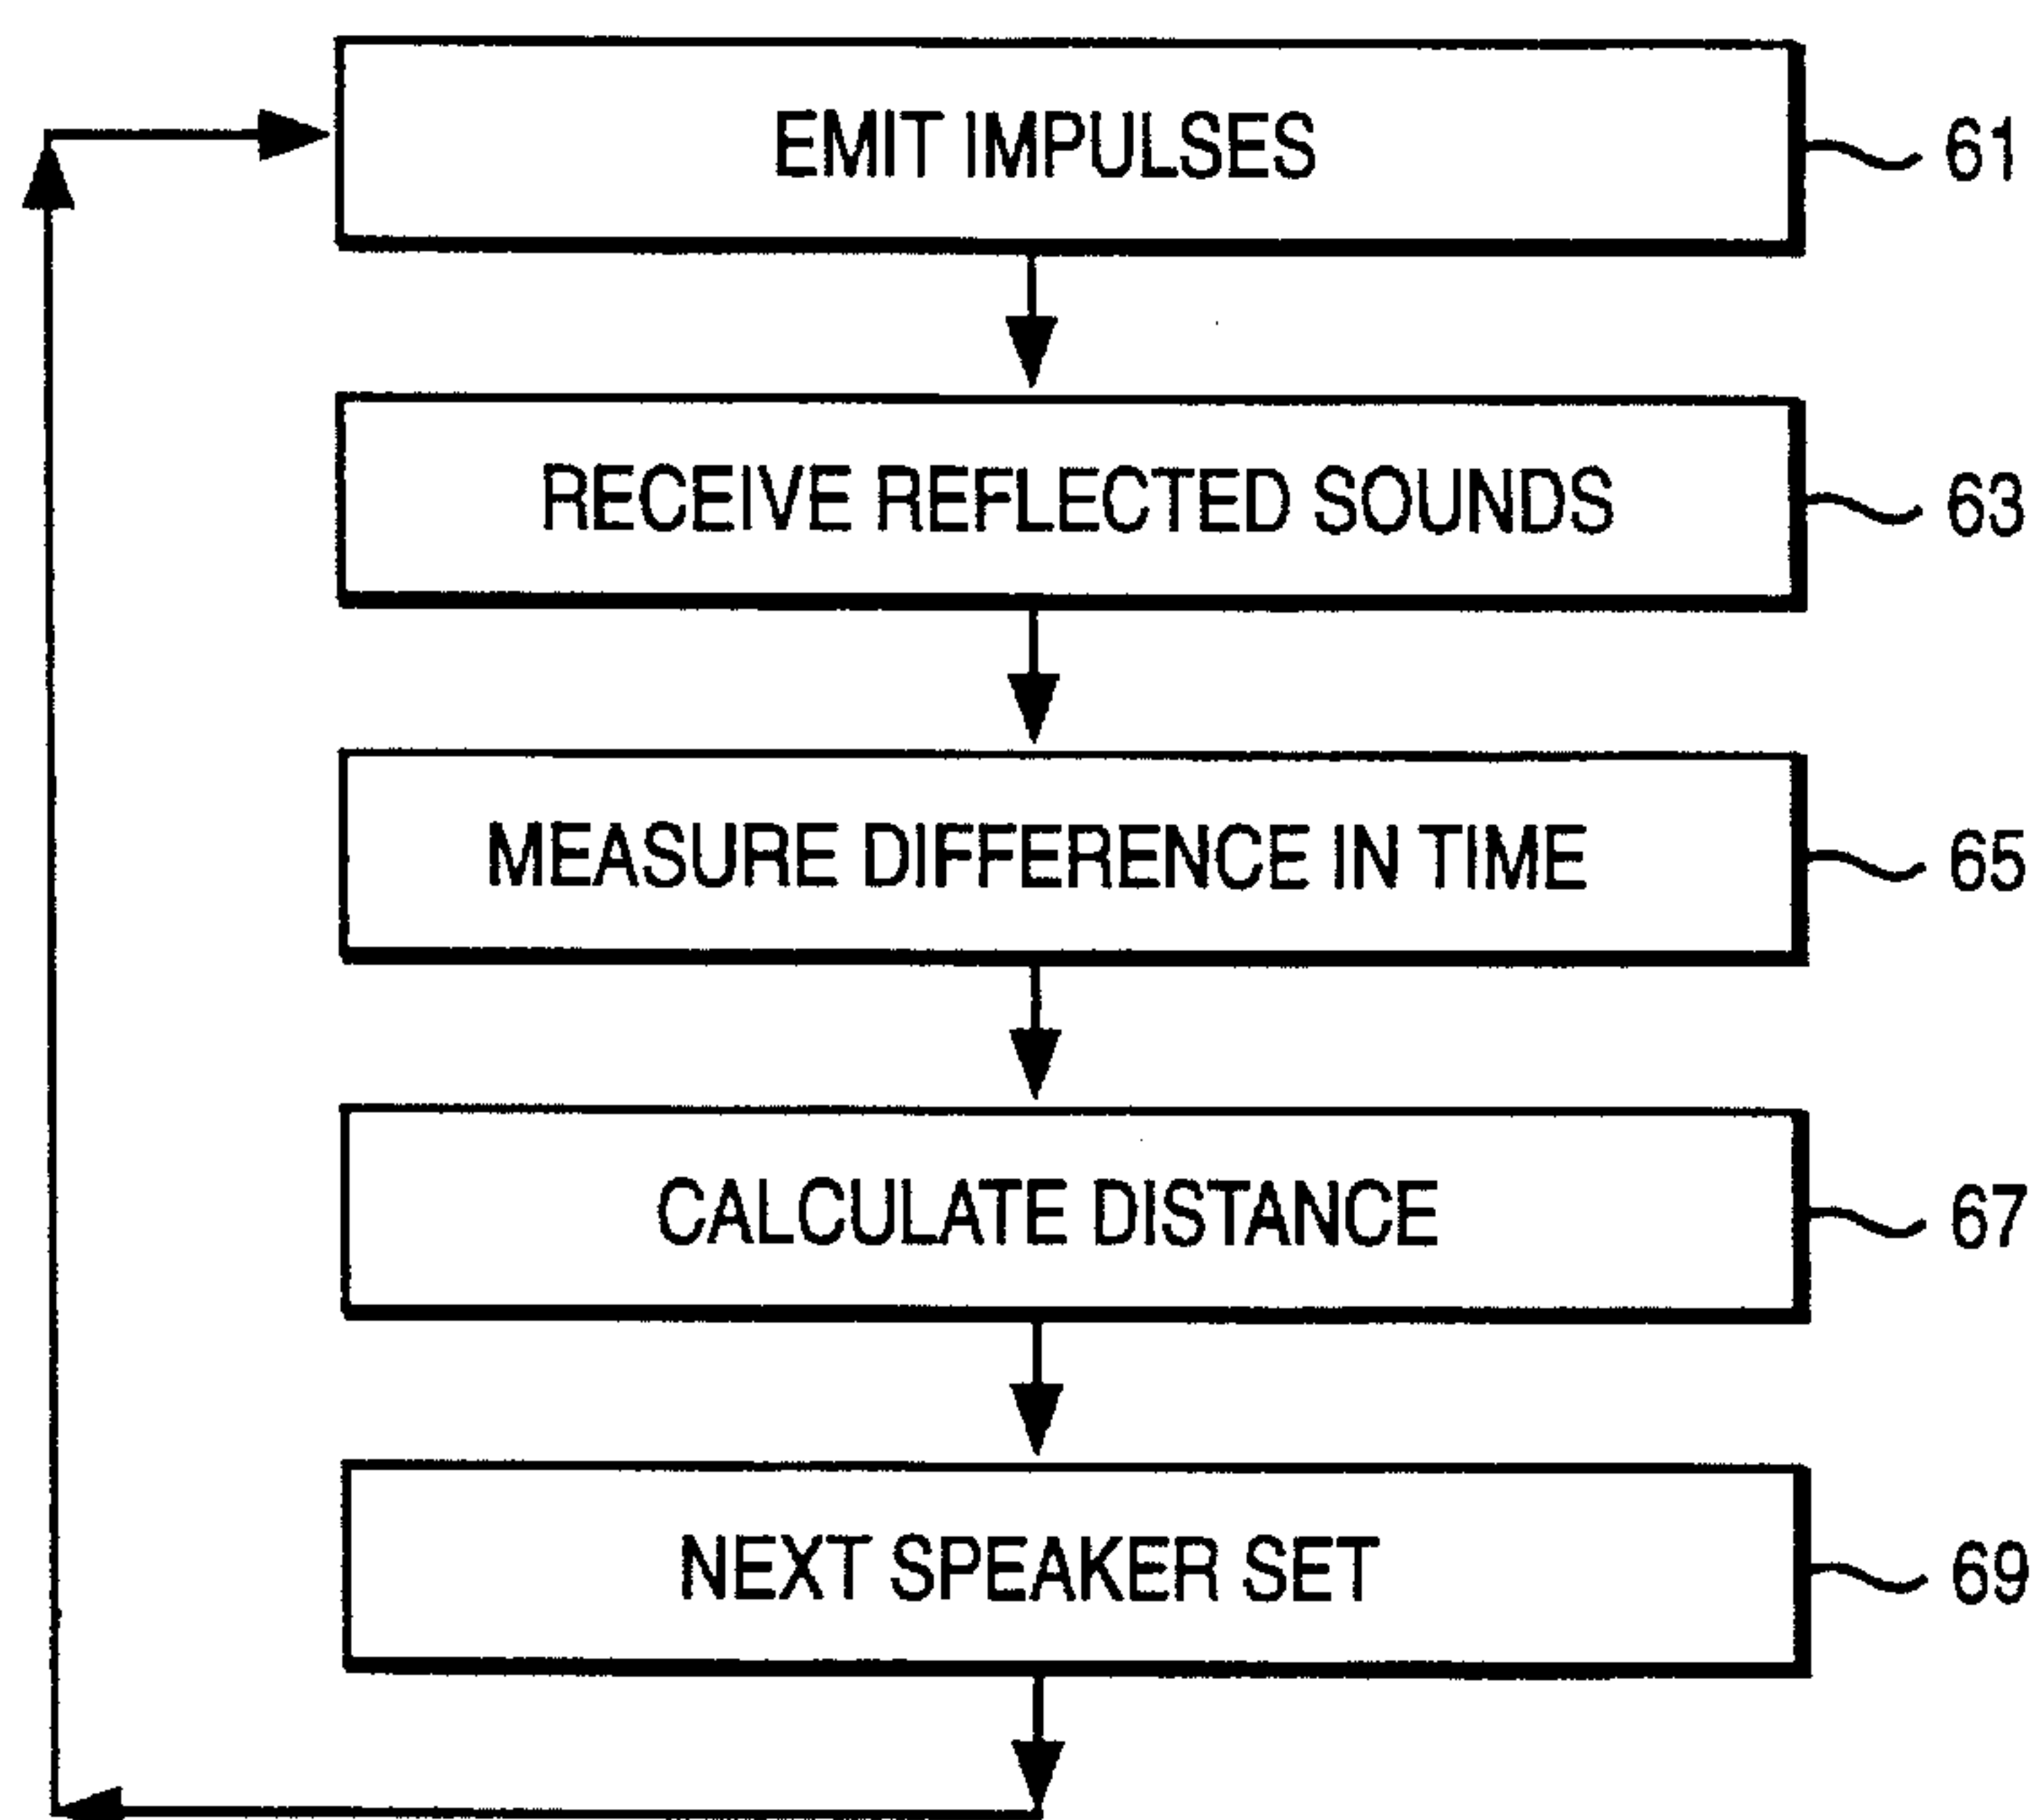 EMIT IMPULSES 61
RECEIVE REFLECTED SOUNDS 63
MEASURE DIFFERENCE IN TIME 65
CALCULATE DISTANCE 67
NEXT SPEAKER SET 69